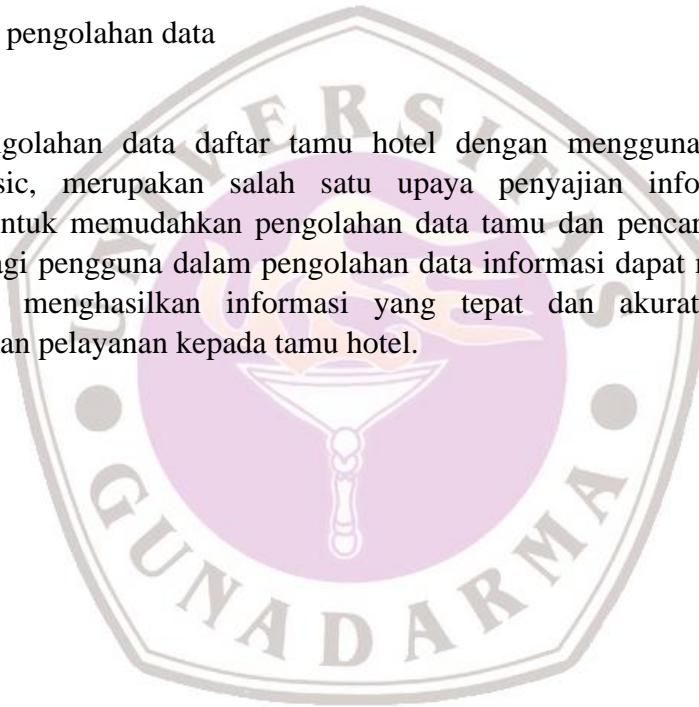 pengolahan data
ngolahan data daftar tamu hotel dengan mengguna
sic, merupakan salah satu upaya penyajian info
ntuk memudahkan pengolahan data tamu dan pencar
agi pengguna dalam pengolahan data informasi dapat
menghasilkan informasi yang tepat dan akurat
an pelayanan kepada tamu hotel.
UNIVERSITAS
GUNADARMA